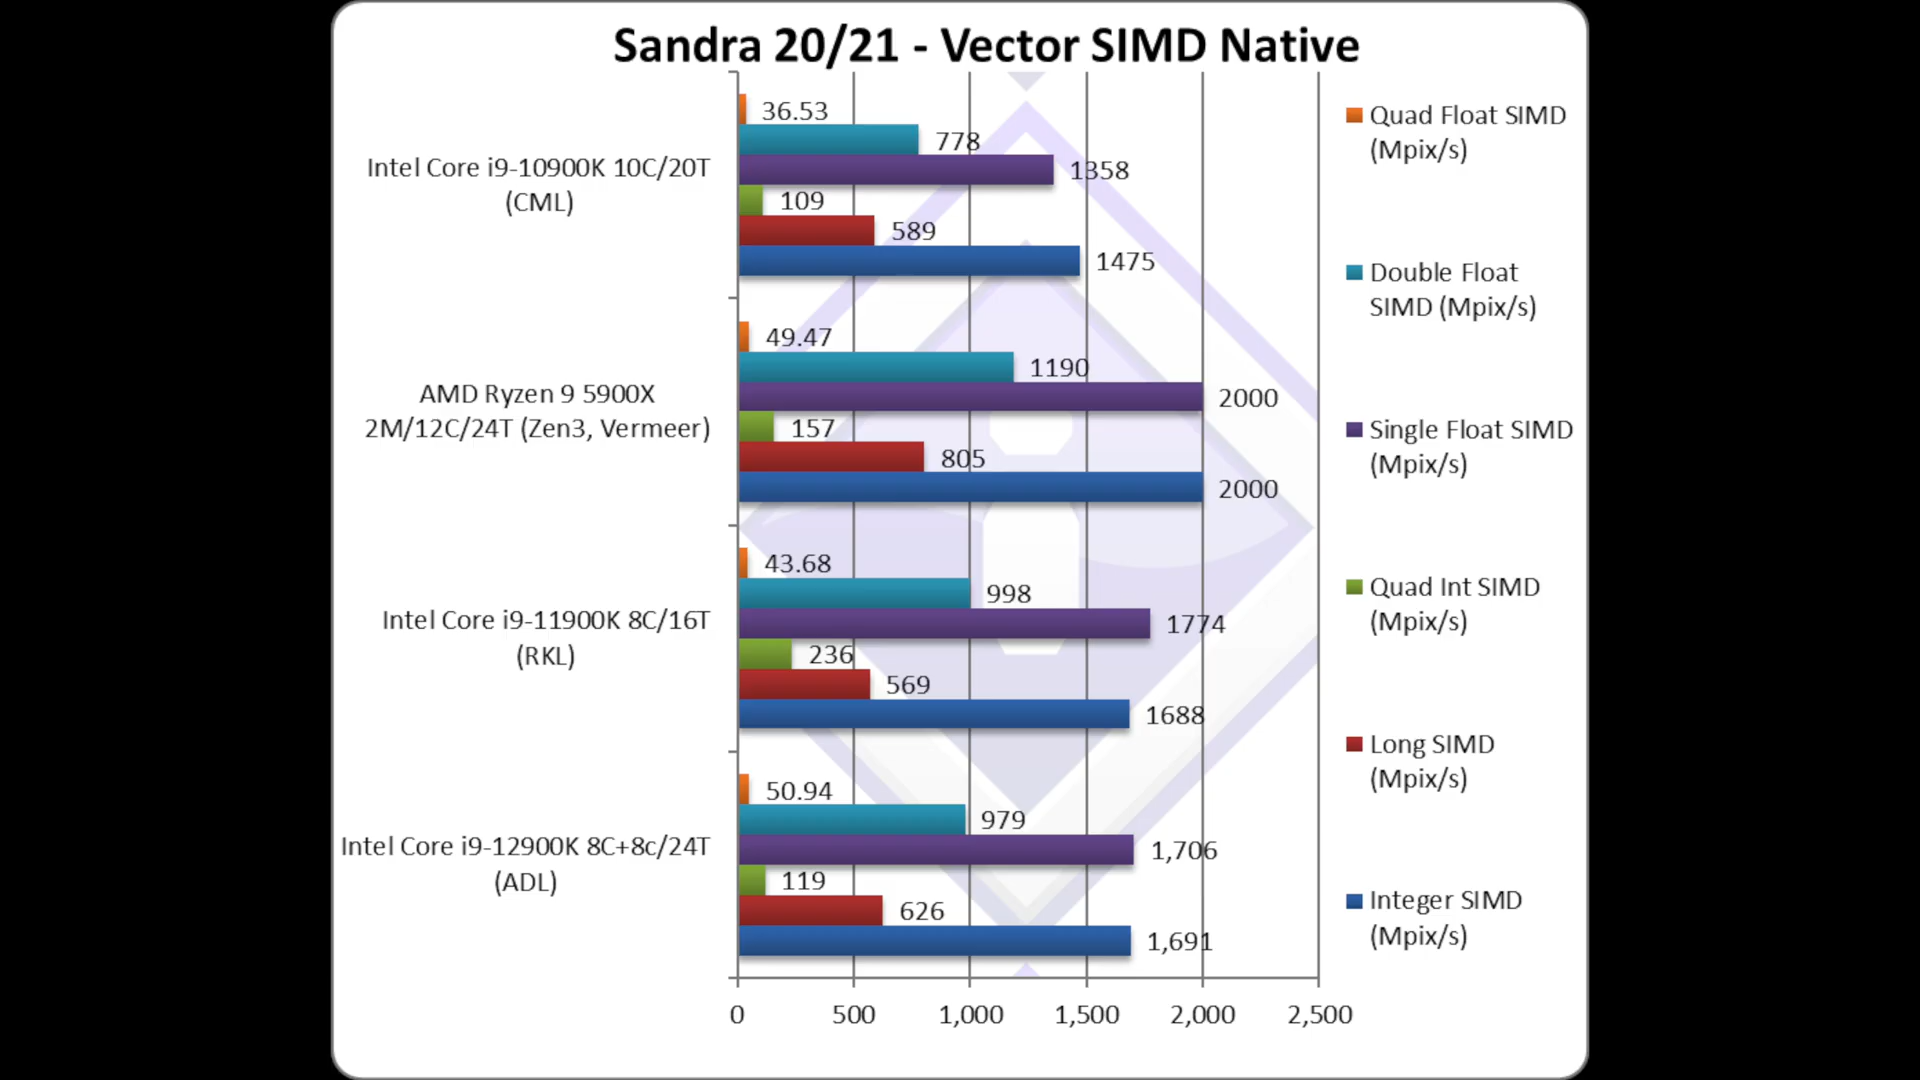 Sandra 20/21 - Vector SIMD Native
Intel Core i9-10900K 10C/20T
(CML)
36.53
778
1358
109
589
1475
AMD Ryzen 9 5900X
2M/12C/24T (Zen3, Vermeer)
49.47
1190
2000
157
805
2000
Intel Core i9-11900K 8C/16T
(RKL)
43.68
998
1774
236
569
1688
Intel Core i9-12900K 8C+8c/24T
(ADL)
50.94
979
1,706
119
626
1,691
0
500
1,000
1,500
2,000
2,500
Quad Float SIMD
(Mpix/s)
Double Float
SIMD (Mpix/s)
Single Float SIMD
(Mpix/s)
Quad Int SIMD
(Mpix/s)
Long SIMD
(Mpix/s)
Integer SIMD
(Mpix/s)